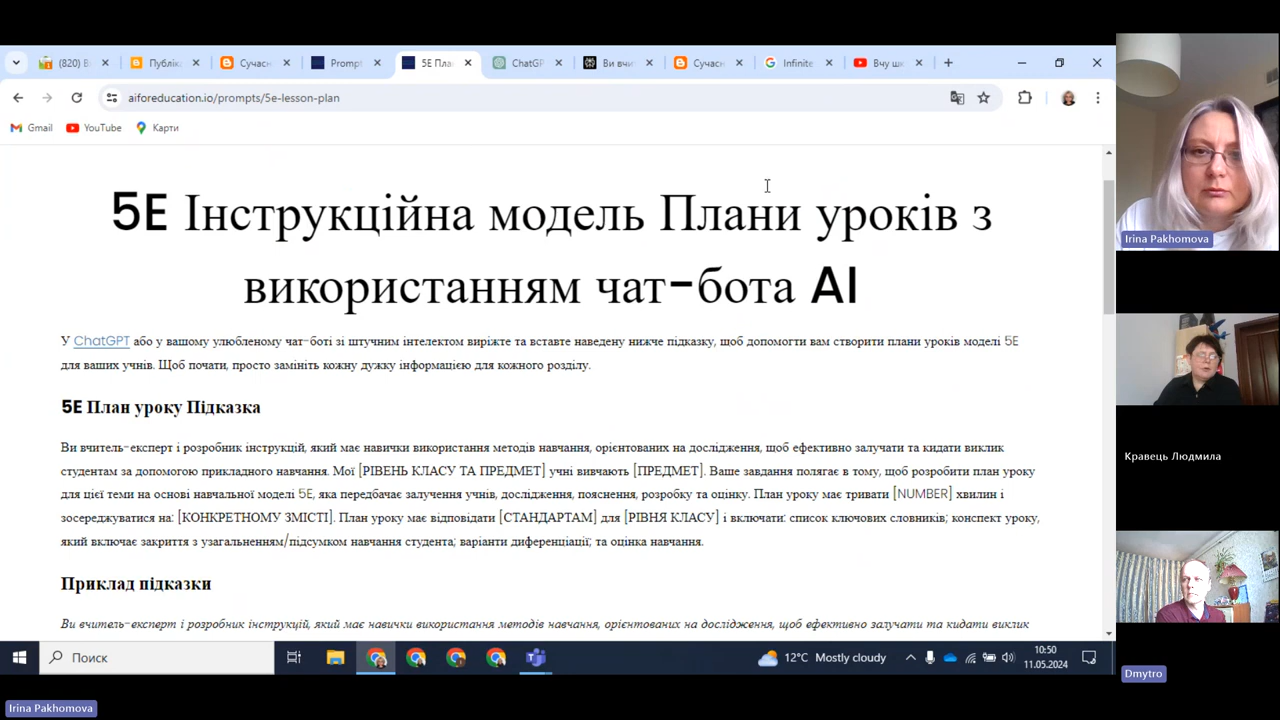 (820) В
Публіка
Сучасн
Prompt
5E Пла
ChatGP
Ви вчи
Сучасн
Infinite
Вчу шк
aiforeducation.io/prompts/5e-lesson-plan
Gmail
YouTube
Карти
5E Інструкційна модель Плани уроків з
використанням чат-бота AI
У ChatGPT або у вашому улюбленому чат-боті зі штучним інтелектом виріжте та вставте наведену нижче підказку, щоб допомогти вам створити плани уроків моделі 5E
для ваших учнів. Щоб почати, просто замініть кожну дужку інформацією для кожного розділу.
5E План уроку Підказка
Ви вчитель-експерт і розробник інструкцій, який має навички використання методів навчання, орієнтованих на дослідження, щоб ефективно залучати та кидати виклик
студентам за допомогою прикладного навчання. Мої [РІВЕНЬ КЛАСУ ТА ПРЕДМЕТ] учні вивчають [ПРЕДМЕТ]. Ваше завдання полягає в тому, щоб розробити план уроку
для цієї теми на основі навчальної моделі 5E, яка передбачає залучення учнів, дослідження, пояснення, розробку та оцінку. План уроку має тривати [NUMBER] хвилин і
зосереджуватися на: [КОНКРЕТНОМУ ЗМІСТІ]. План уроку має відповідати [СТАНДАРТАМ] для [РІВНЯ КЛАСУ] і включати: список ключових словників; конспект уроку,
який включає закриття з узагальненням/підсумком навчання студента; варіанти диференціації; та оцінка навчання.
Приклад підказки
Ви вчитель-експерт і розробник інструкцій, який має навички використання методів навчання, орієнтованих на дослідження, щоб ефективно залучати та кидати виклик
Поиск
12°C Mostly cloudy
10:50
11.05.2024
Irina Pakhomova
Кравець Людмила
Dmytro
Irina Pakhomova